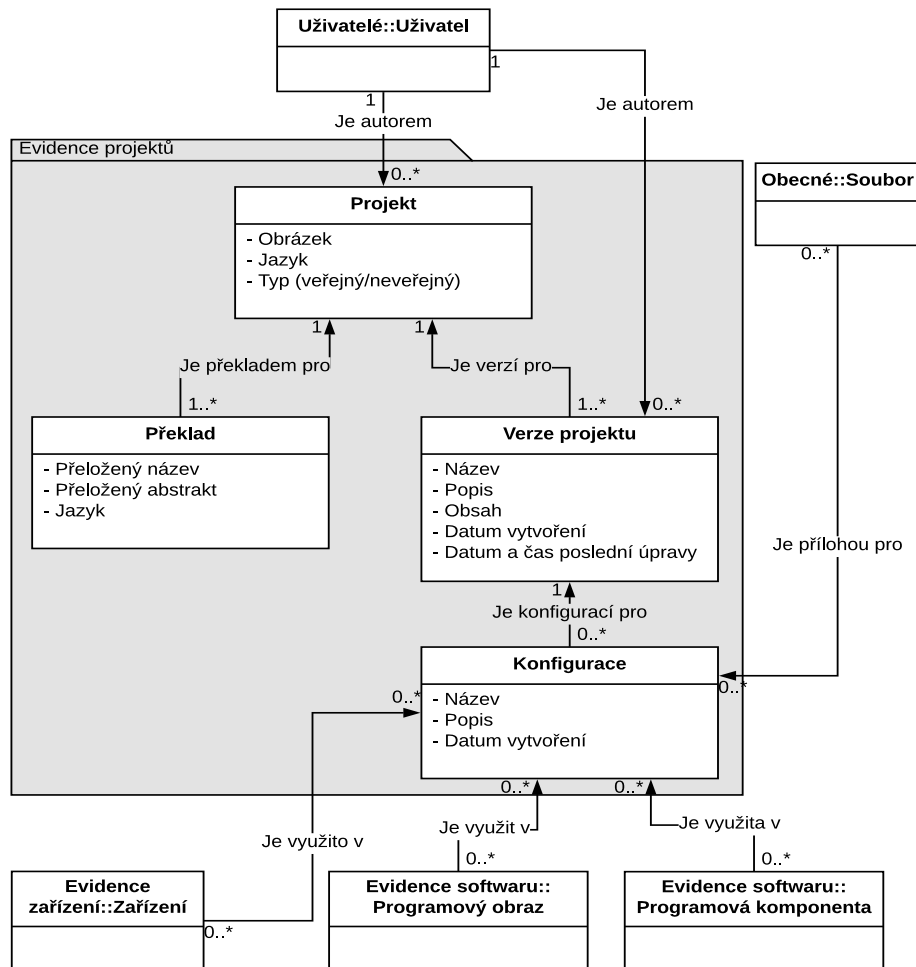 Uživatelé::Uživatel
1
1
Je autorem
Je autorem
Evidence projektů
0..*
Obecné::Soubor
0..*
Projekt
- Obrázek
- Jazyk
- Typ (veřejný/neveřejný)
1
1
Je překladem pro
Je verzí pro
1..*
1..*
0..*
Překlad
- Přeložený název
- Přeložený abstrakt
- Jazyk
Verze projektu
- Název
- Popis
- Obsah
- Datum vytvoření
- Datum a čas poslední úpravy
Je přílohou pro
1
Je konfigurací pro
0..*
Konfigurace
- Název
- Popis
- Datum vytvoření
0..*
0..*
0..*
0..*
Je využito v
Je využit v
Je využita v
0..*
0..*
Evidence
zařízení::Zařízení
0..*
Evidence softwaru::
Programový obraz
Evidence softwaru::
Programová komponenta